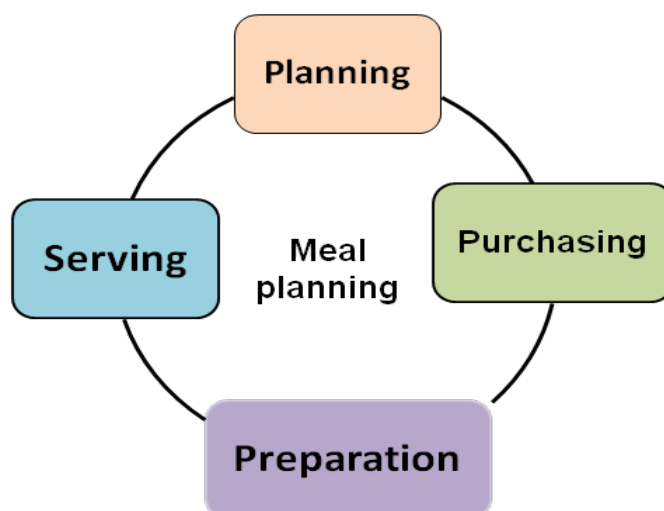 Planning
Purchasing
Serving
Meal
planning
Preparation